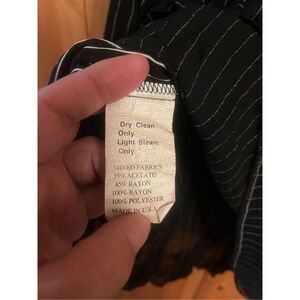 Dry Clean
Only
Light Steam
Only
MIXED FABRICS
55% ACETATE/
45% RAYON
100% RAYON
100% POLYESTER
MADE IN U.S.A.